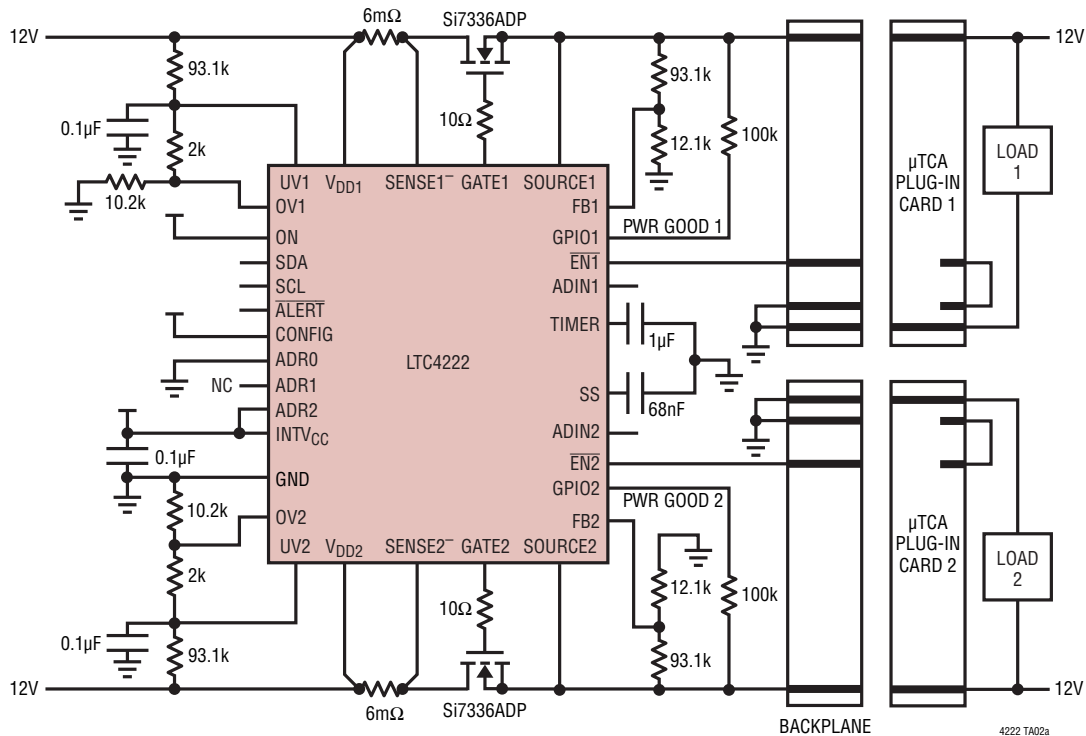 6mΩ
Si7336ADP
12V
12V
93.1k
93.1k
0.1µF
10Ω
100k
2k
12.1k
µTCA
PLUG-IN
CARD 1
LOAD
1
10.2k
UV1
VDD1
SENSE1–
GATE1
SOURCE1
OV1
FB1
PWR GOOD 1
ON
GPIO1
SDA
EN1
SCL
ADIN1
ALERT
TIMER
CONFIG
1µF
LTC4222
ADR0
NC
ADR1
SS
68nF
ADR2
INTVCC
ADIN2
0.1µF
EN2
GND
GPIO2
PWR GOOD 2
10.2k
OV2
FB2
UV2
VDD2
SENSE2–
GATE2
SOURCE2
µTCA
PLUG-IN
CARD 2
LOAD
2
2k
10Ω
12.1k
100k
0.1µF
93.1k
93.1k
12V
12V
6mΩ
Si7336ADP
BACKPLANE
4222 TA02a